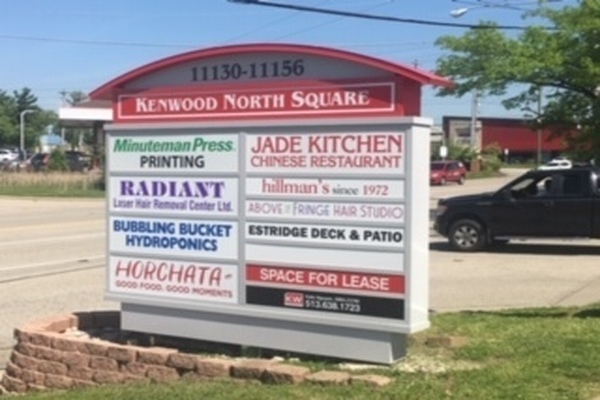 11130-11156
KENWOOD NORTH SQUARE
Minuteman Press.
PRINTING
RADIANT
Laser Hair Removal Center Ltd.
BUBBLING BUCKET
HYDROPONICS
HORCHATA
GOOD FOOD. GOOD MOMENTS
JADE KITCHEN
CHINESE RESTAURANT
hillman's since 1972
ABOVE the FRINGE HAIR STUDIO
ESTRIDGE DECK & PATIO
SPACE FOR LEASE
KW
513.638.1723